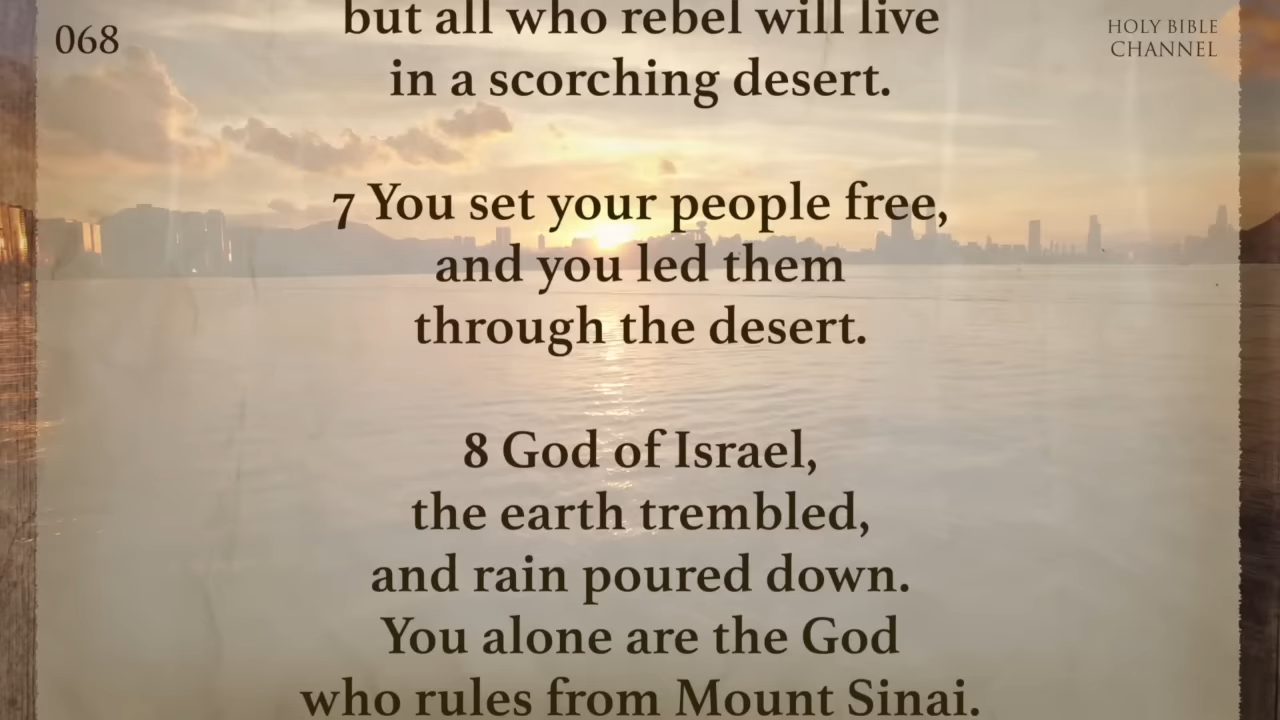 068
HOLY BIBLE
CHANNEL
but all who rebel will live
in a scorching desert.
7 You set your people free,
and you led them
through the desert.
8 God of Israel,
the earth trembled,
and rain poured down.
You alone are the God
who rules from Mount Sinai.